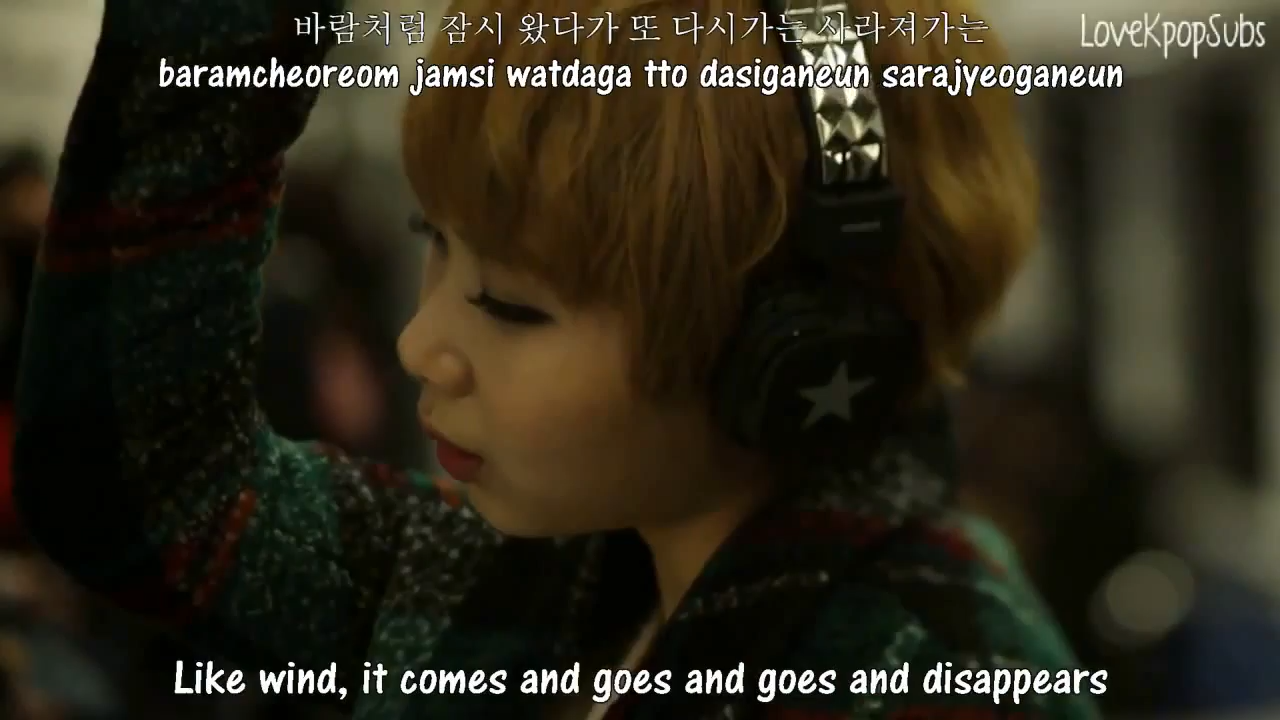 바람처럼 잠시 왔다가 또 다시가는 사라져가는
LoveKpopSubs
baramcheoreom jamsi watdaga tto dasiganeun sarajyeoganeun
Like wind, it comes and goes and goes and disappears